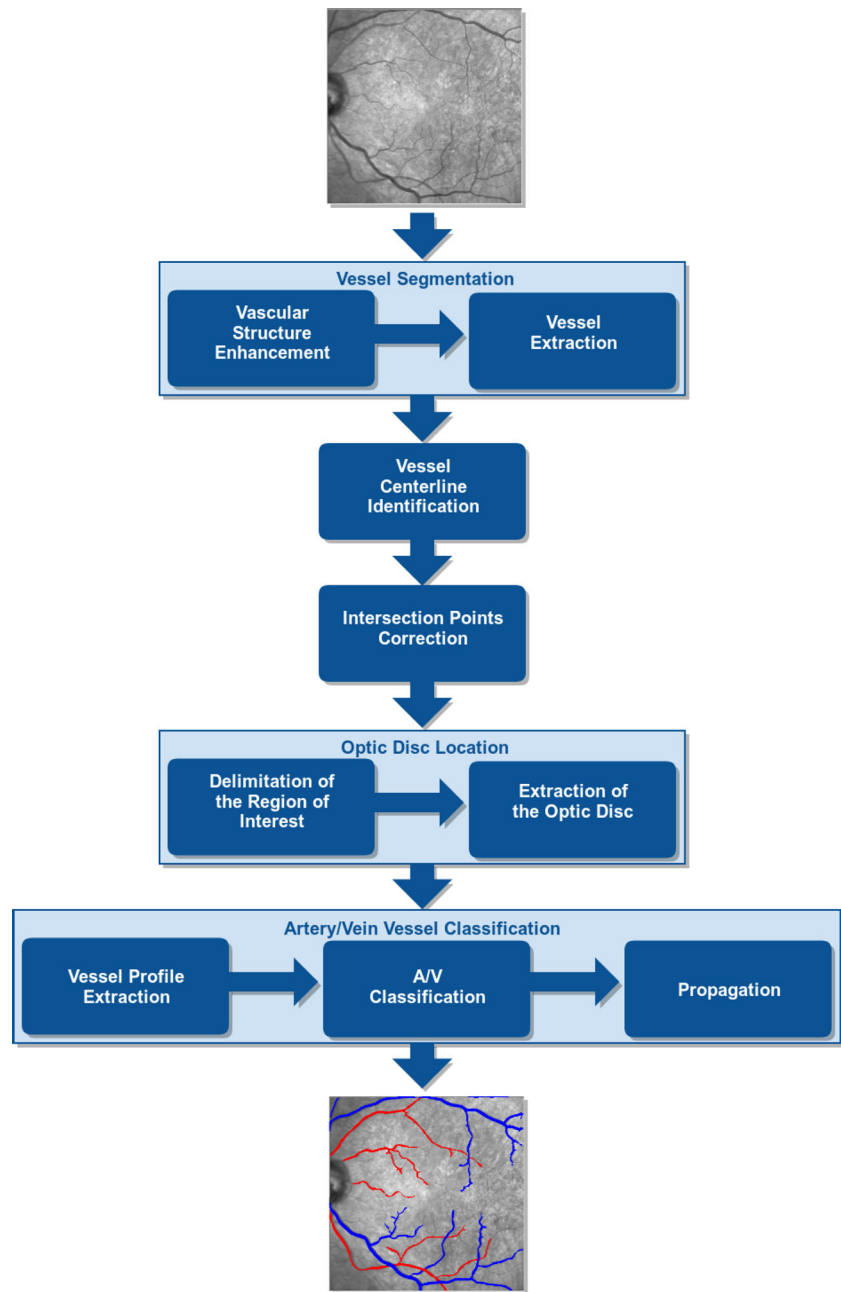 Vessel Segmentation
Vascular
Structure
Enhancement
Vessel
Extraction
Vessel
Centerline
Identification
Intersection Points
Correction
Optic Disc Location
Delimitation of
the Region of
Interest
Extraction of
the Optic Disc
Artery/Vein Vessel Classification
Vessel Profile
Extraction
A/V
Classification
Propagation